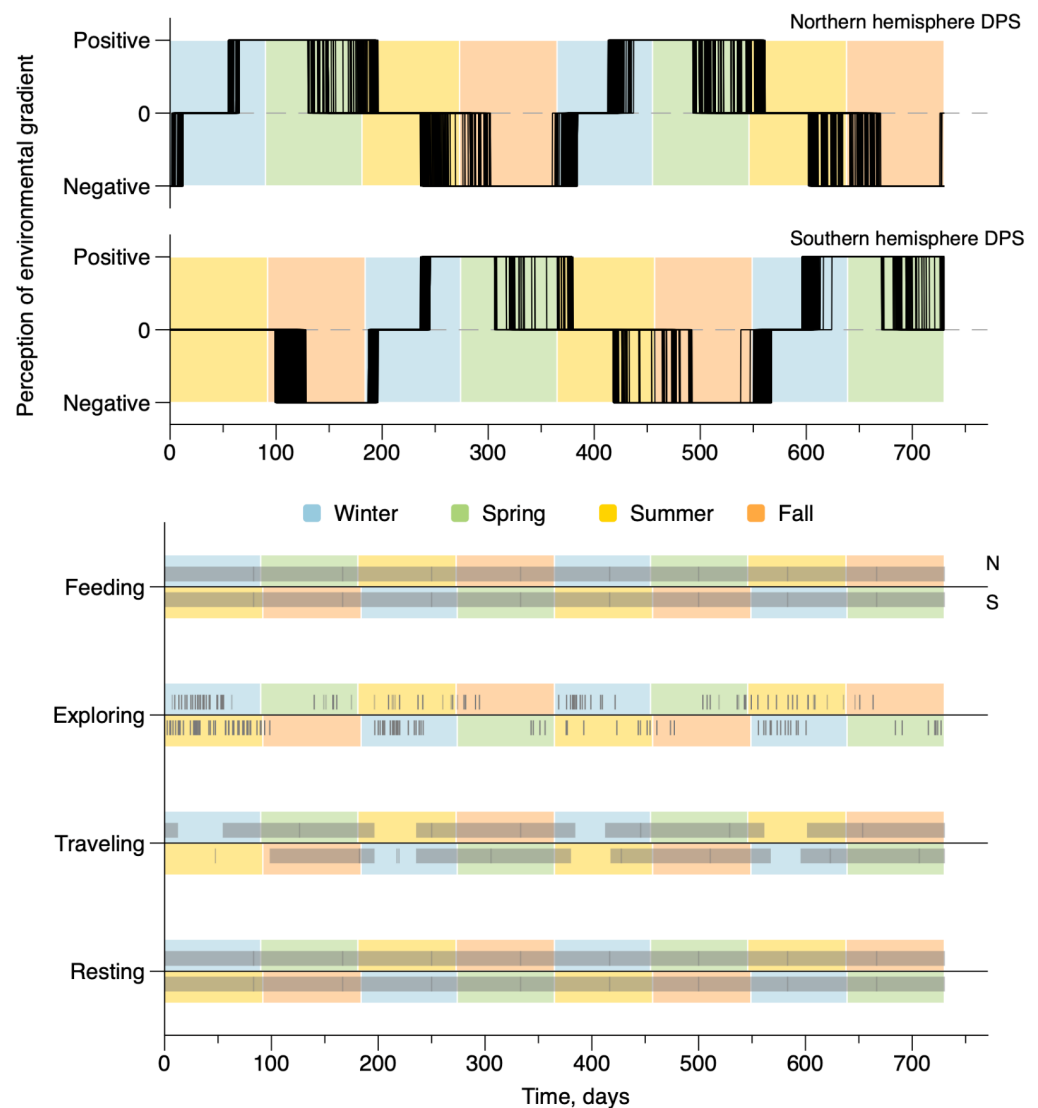 Northern hemisphere DPS
Perception of environmental gradient
Positive
0
Negative
Southern hemisphere DPS
Positive
0
Negative
0 100 200 300 400 500 600 700
Winter Spring Summer Fall
Feeding
N
S
Exploring
Traveling
Resting
0 100 200 300 400 500 600 700
Time, days